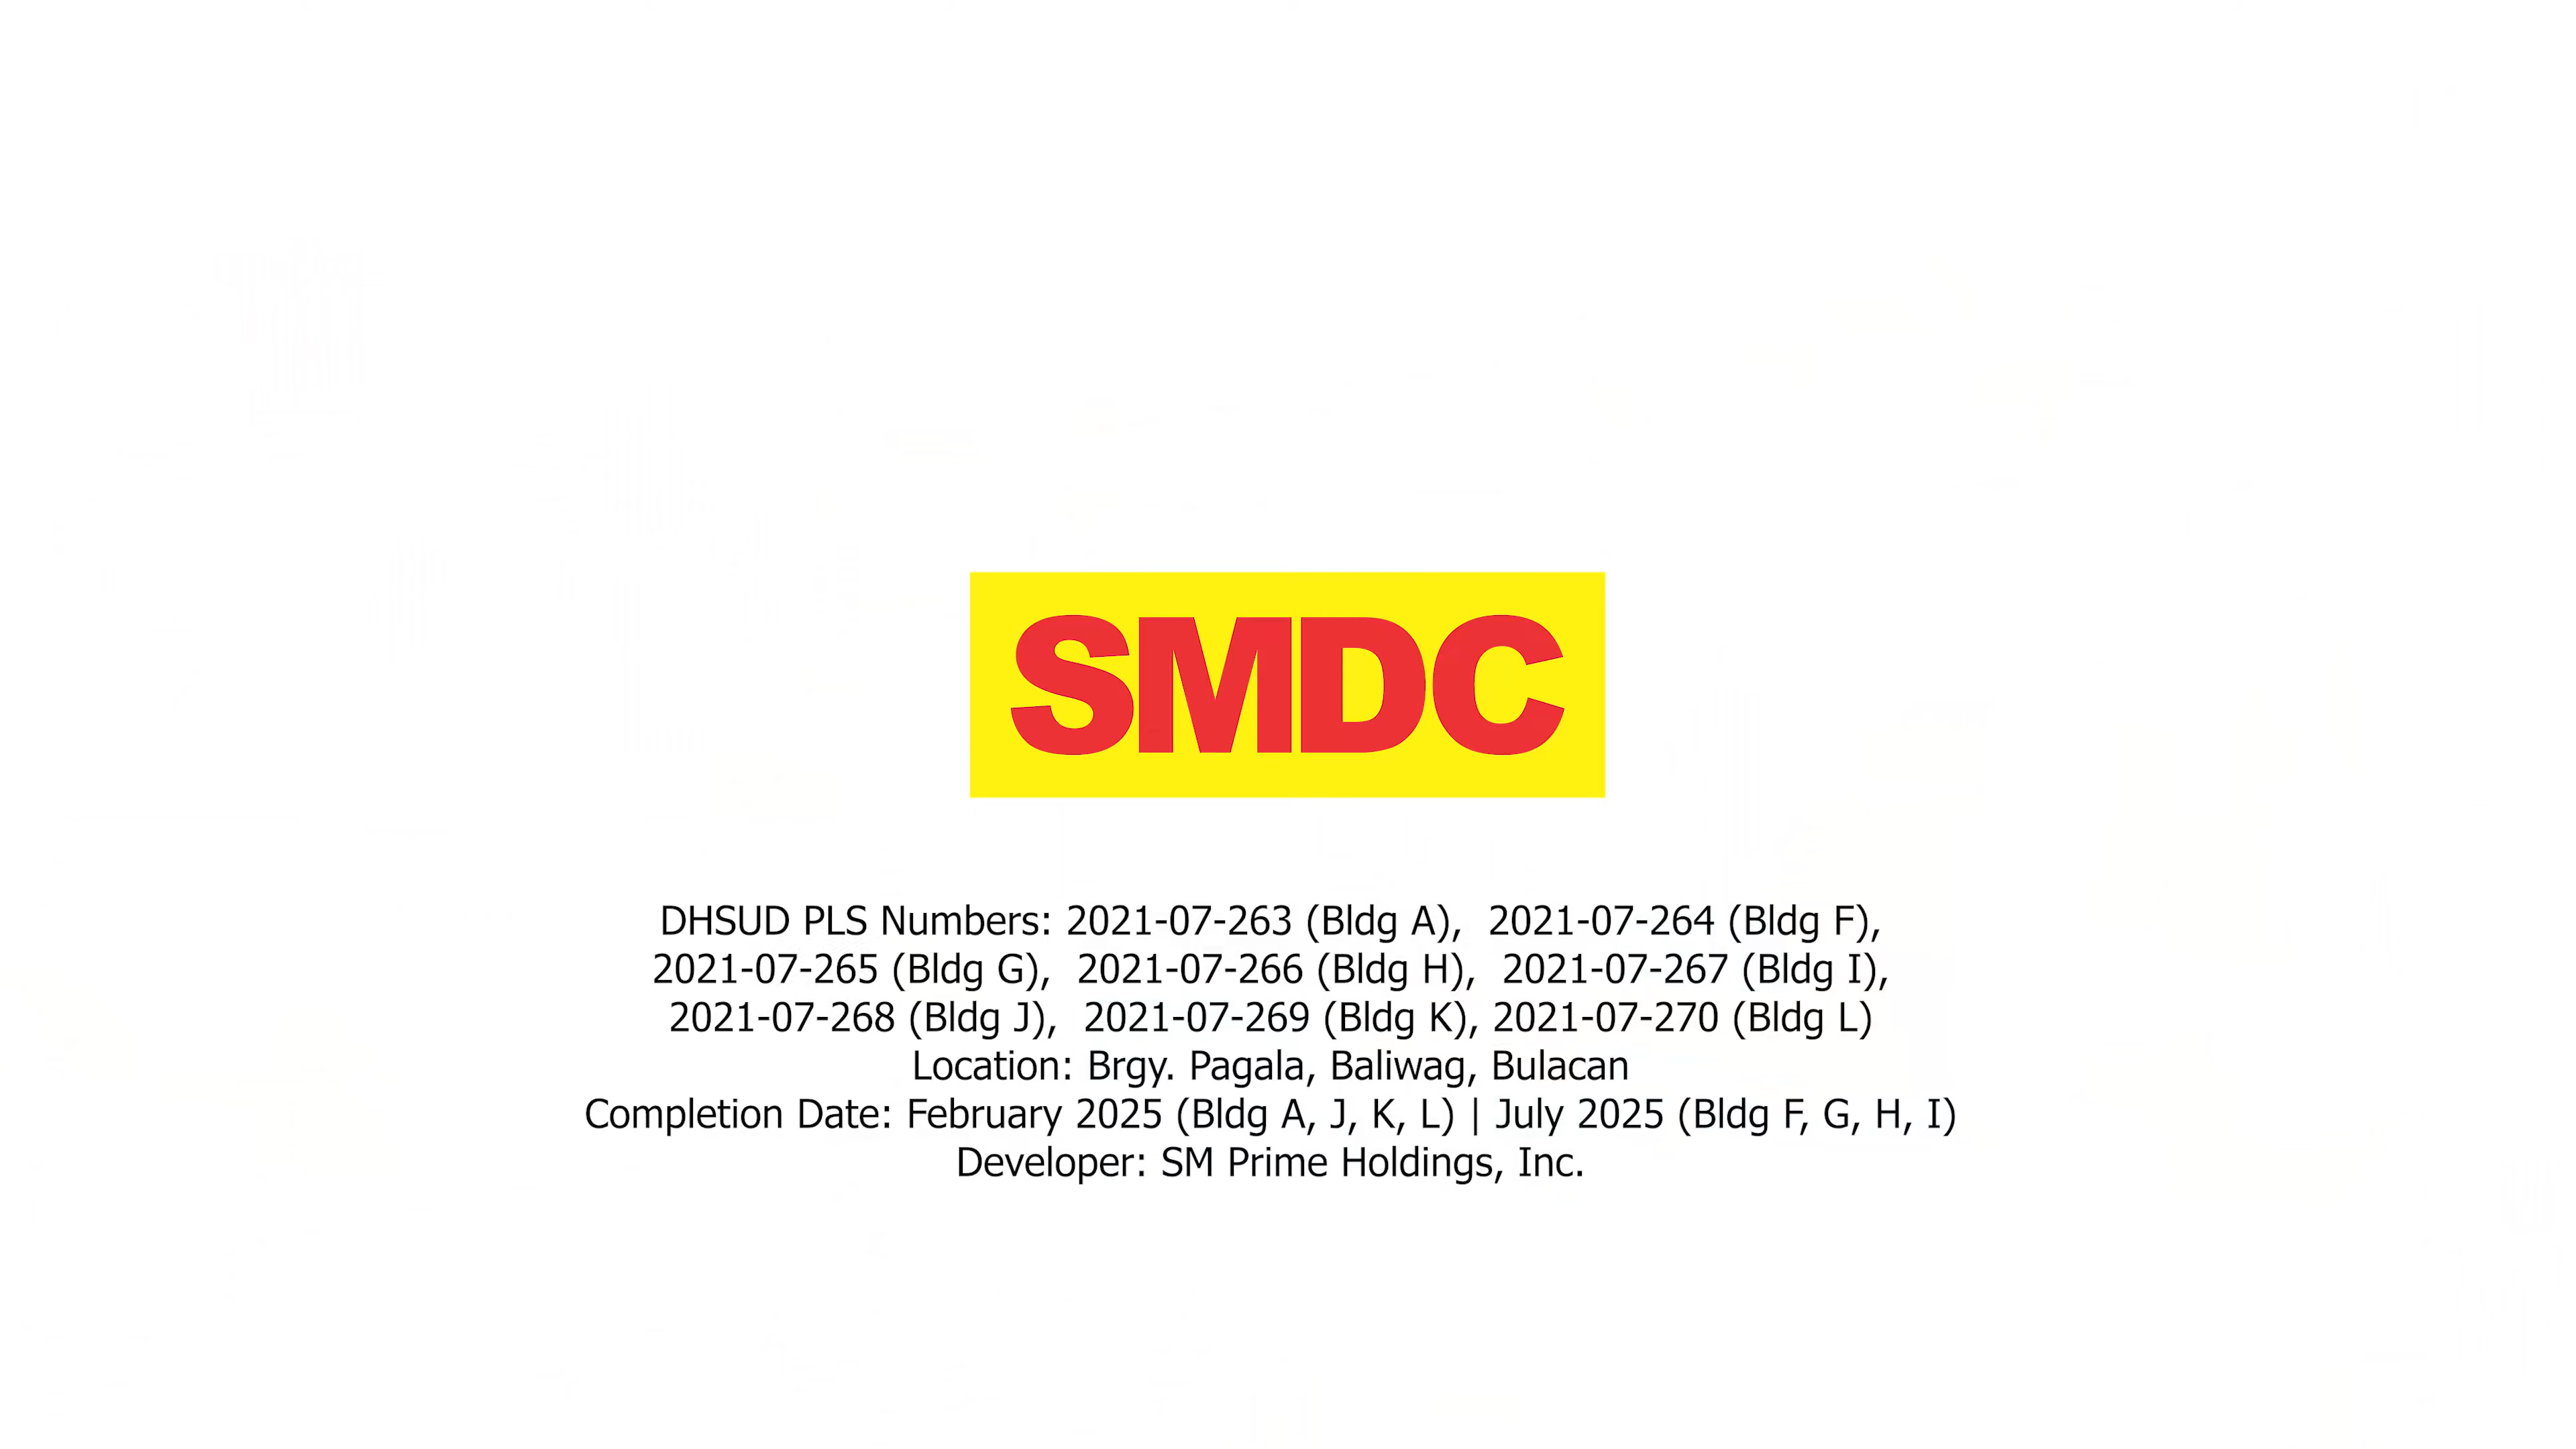 SMDC
DHSUD PLS Numbers: 2021-07-263 (Bldg A),  2021-07-264 (Bldg F),
2021-07-265 (Bldg G),  2021-07-266 (Bldg H),  2021-07-267 (Bldg I),
2021-07-268 (Bldg J),  2021-07-269 (Bldg K), 2021-07-270 (Bldg L)
Location: Brgy. Pagala, Baliwag, Bulacan
Completion Date: February 2025 (Bldg A, J, K, L) | July 2025 (Bldg F, G, H, I)
Developer: SM Prime Holdings, Inc.